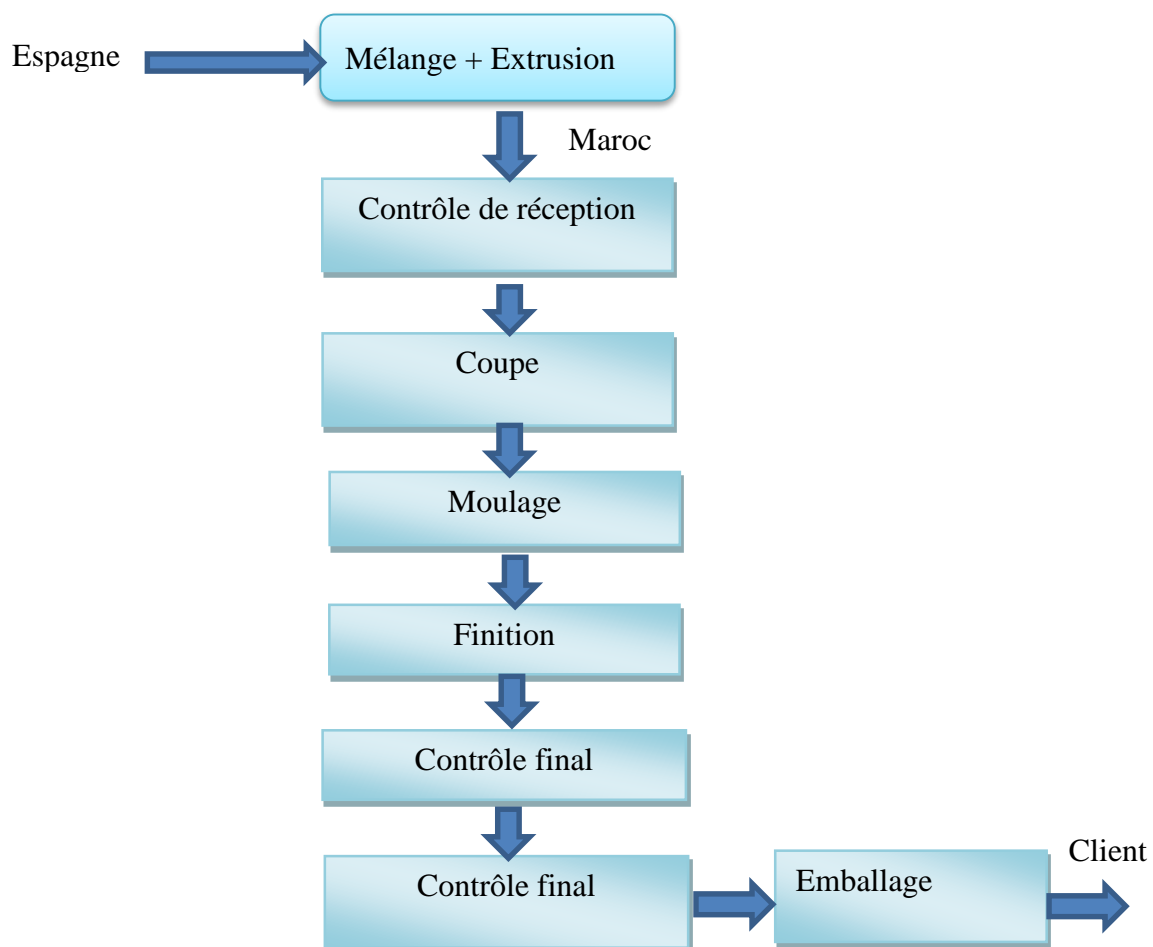 Espagne
Mélange + Extrusion
Maroc
Contrôle de réception
Coupe
Moulage
Finition
Contrôle final
Contrôle final
Emballage
Client